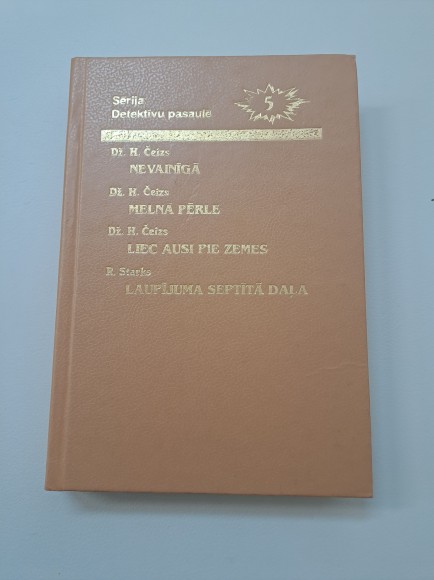 Sērija
Detektīvu pasaule
5
Dž. H. Čeizs
NEVAINĪGĀ
Dž. H. Čeizs
MELNĀ PĒRLE
Dž. H. Čeizs
LIEC AUSI PIE ZEMES
R. Starks
LAUPĪJUMA SEPTĪTĀ DAĻA